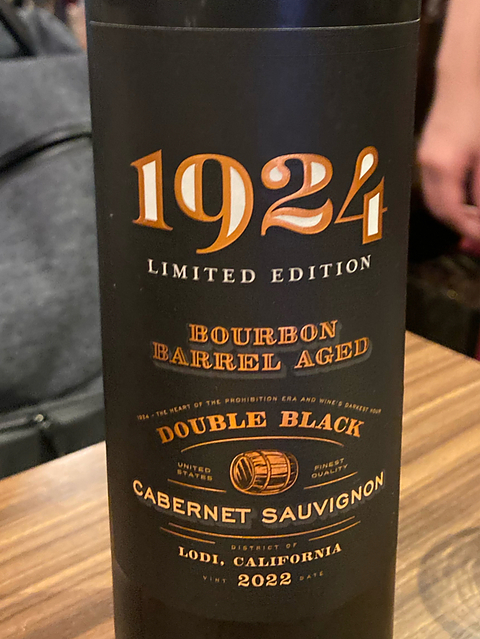 1924
LIMITED EDITION
BOURBON
BARREL AGED
1924 - THE HEART OF THE PROHIBITION ERA AND WINE'S DARKEST HOUR
DOUBLE BLACK
UNITED STATES
FINEST QUALITY
CABERNET SAUVIGNON
DISTRICT OF
LODI, CALIFORNIA
VINT 2022 DATE